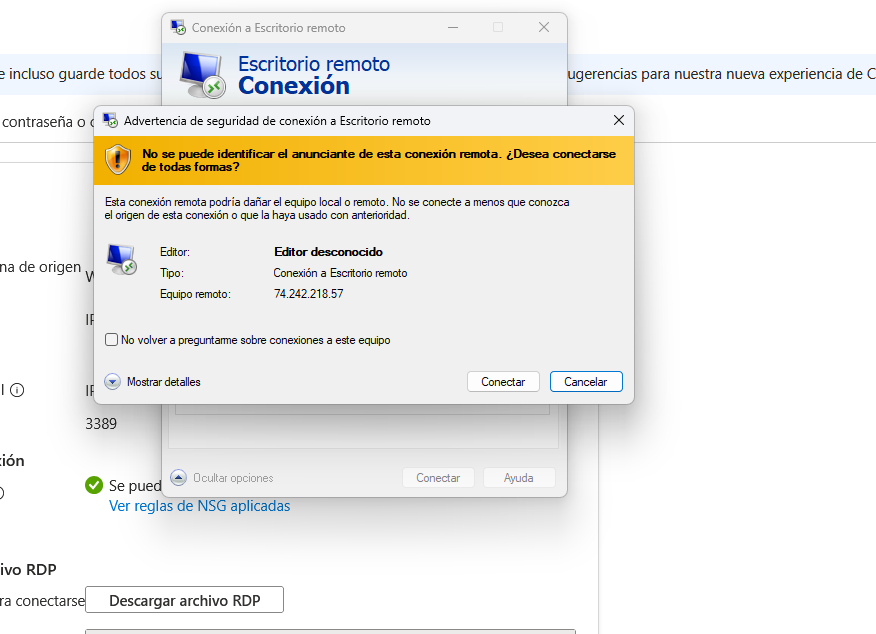 Conexión a Escritorio remoto
Escritorio remoto
Conexión
e incluso guarde todos su
ugerencias para nuestra nueva experiencia de C
contraseña o
Advertencia de seguridad de conexión a Escritorio remoto
No se puede identificar el anunciante de esta conexión remota. ¿Desea conectarse
de todas formas?
Esta conexión remota podría dañar el equipo local o remoto. No se conecte a menos que conozca
el origen de esta conexión o que la haya usado con anterioridad.
Editor: Editor desconocido
Tipo: Conexión a Escritorio remoto
Equipo remoto: 74.242.218.57
No volver a preguntarme sobre conexiones a este equipo
Mostrar detalles
Conectar
Cancelar
na de origen
l
3389
Ocultar opciones
Conectar
Ayuda
ión
Se pued
Ver reglas de NSG aplicadas
ivo RDP
ra conectarse
Descargar archivo RDP